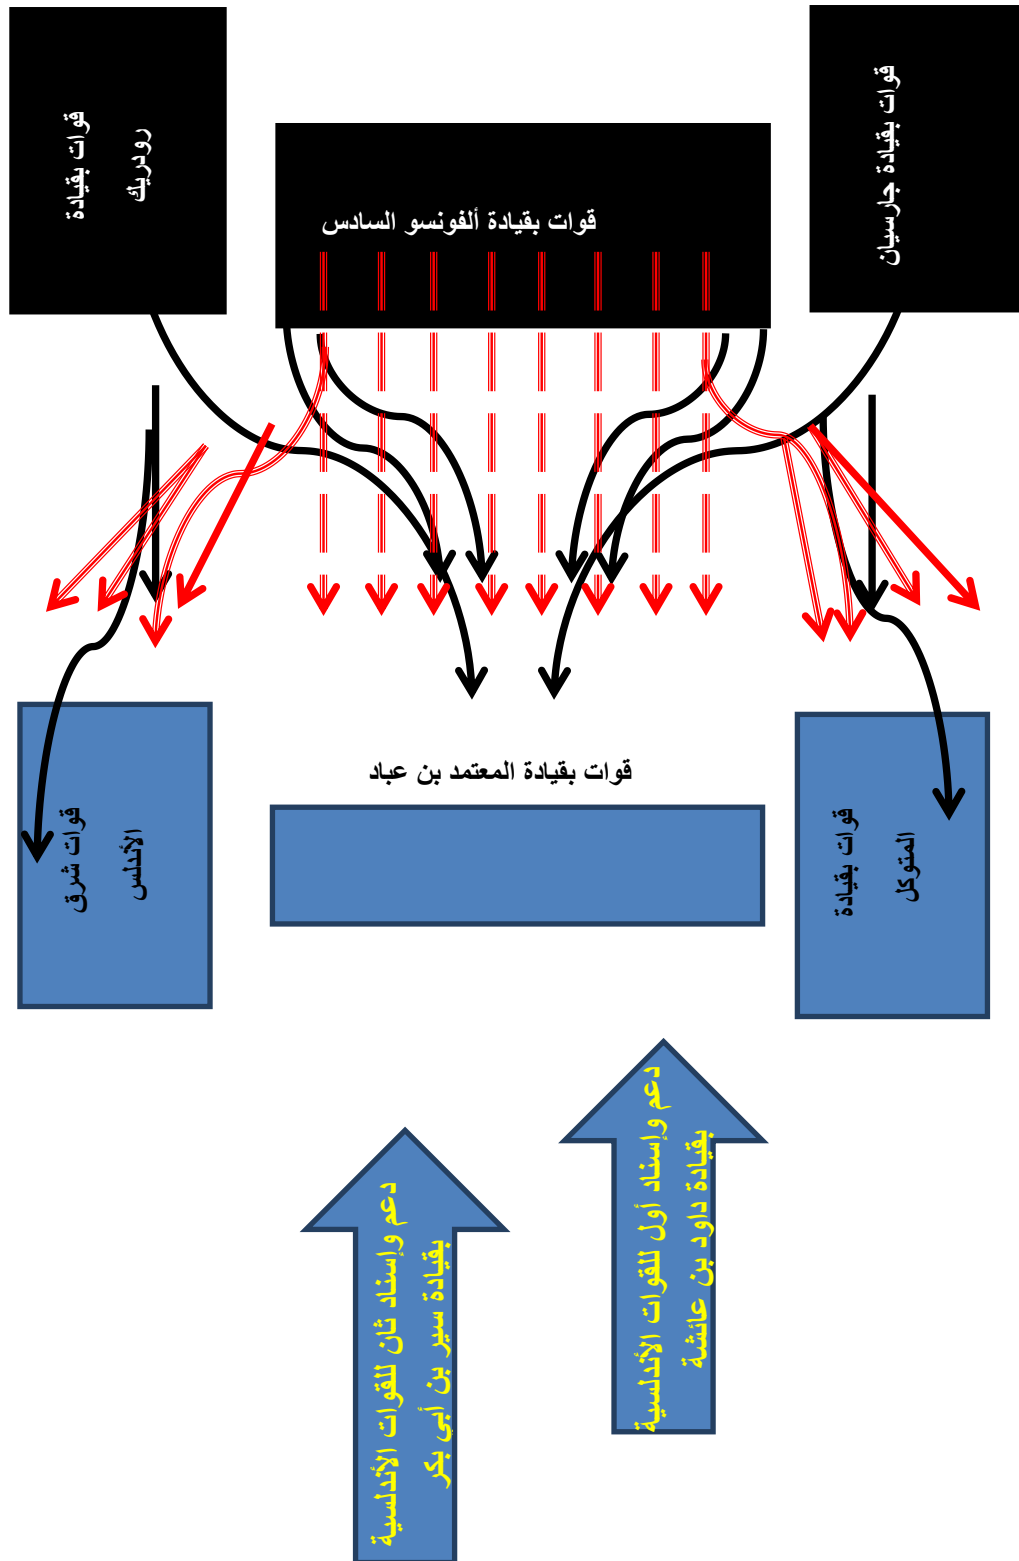 قوات بقيادة جارسيان
قوات بقيادة ألفونسو السادس
قوات بقيادة
رودريك
قوات بقيادة المعتمد بن عباد
قوات بقيادة
المتوكل
قوات شرق
الأندلس
دعم وإسناد أول للقوات الأندلسية
بقيادة داود بن عائشة
دعم وإسناد ثان للقوات الأندلسية
بقيادة سير بن أبي بكر